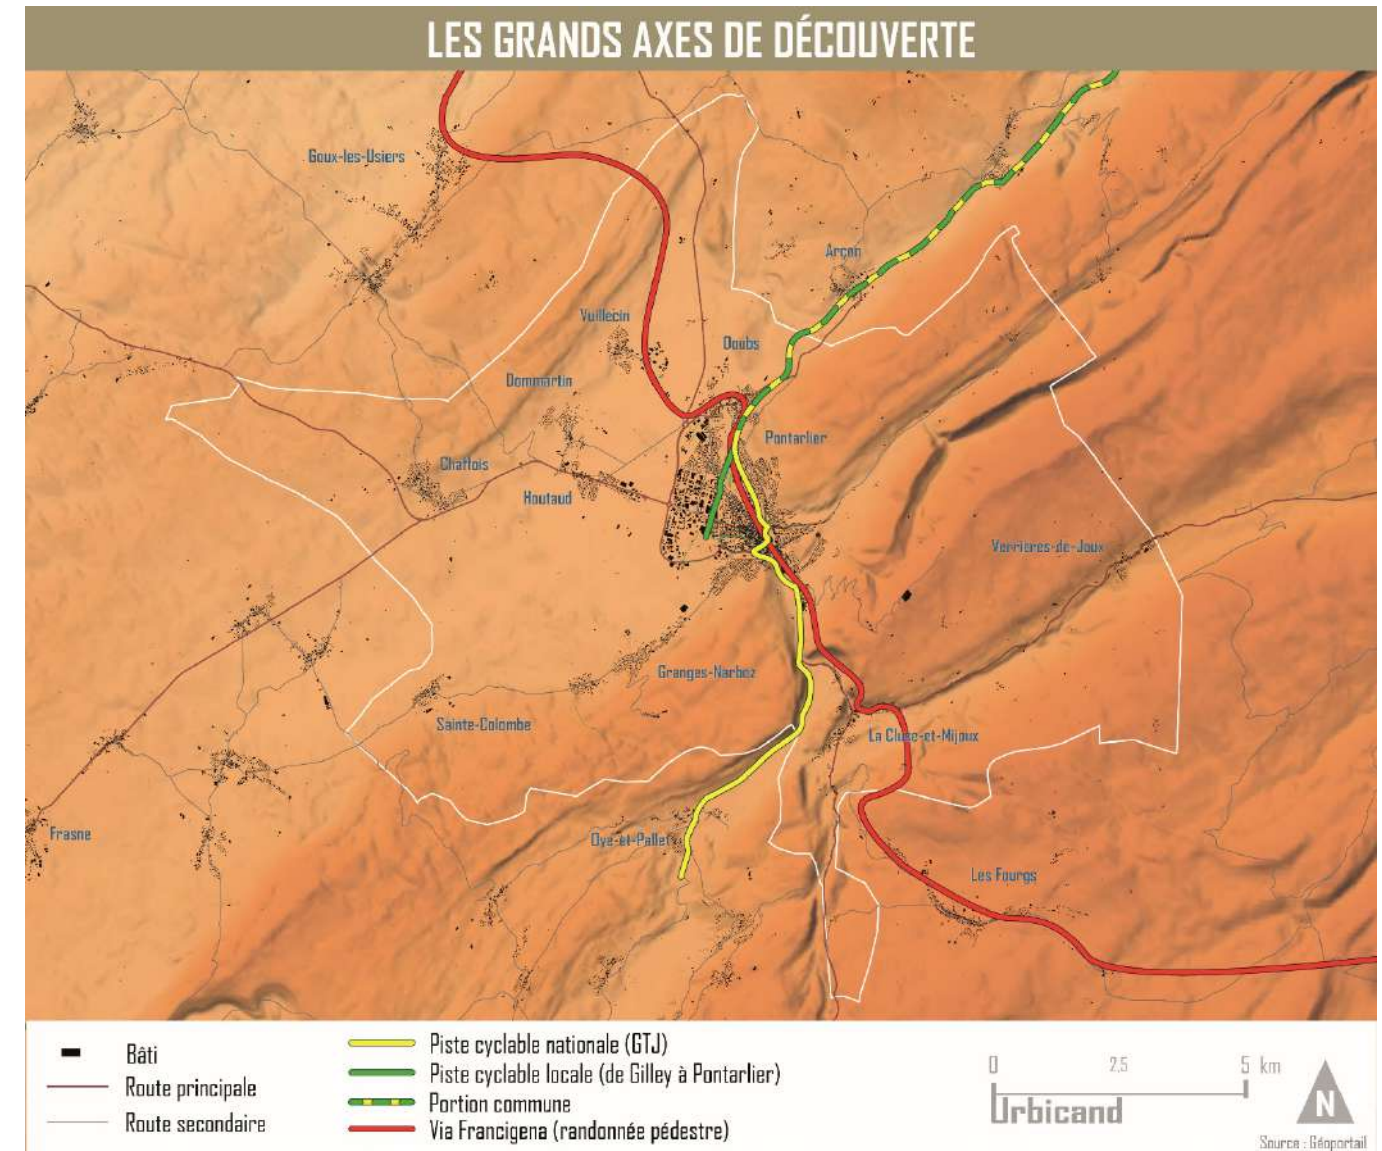 LES GRANDS AXES DE DÉCOUVERTE
Goux-les-Usiers
Arçon
Vuillecin
Doubs
Dommartin
Pontarlier
Chaffois
Houtaud
Verrières-de-Joux
Granges-Narboz
Sainte-Colombe
La Cluse-et-Mijoux
Frasne
Oye-et-Pallet
Les Fourgs
Bâti
Route principale
Route secondaire
Piste cyclable nationale (GTJ)
Piste cyclable locale (de Gilley à Pontarlier)
Portion commune
Via Francigena (randonnée pédestre)
0 2,5 5 km
Urbicand
N
Source : Géoportail